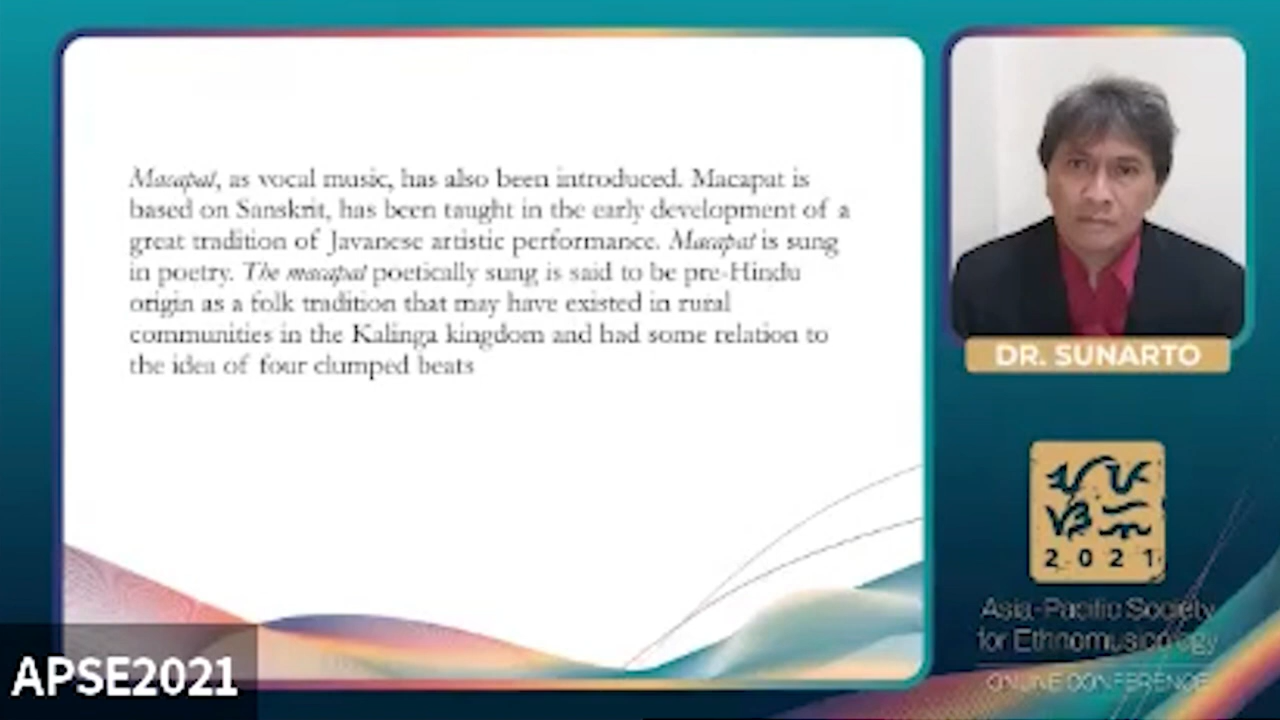 Macapat, as vocal music, has also been introduced. Macapat is
based on Sanskrit, has been taught in the early development of a
great tradition of Javanese artistic performance. Macapat is sung
in poetry. The macapat poetically sung is said to be pre-Hindu
origin as a folk tradition that may have existed in rural
communities in the Kalinga kingdom and had some relation to
the idea of four clumped beats
DR. SUNARTO
2021
Asia-Pacific Society
for Ethnomusicology
ONLINE CONFERENCE
APSE2021